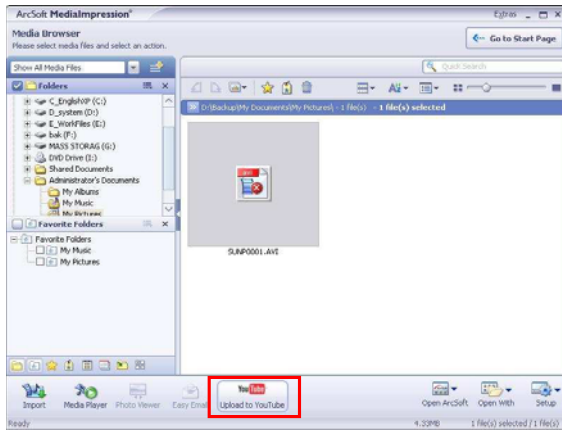 ArcSoft MediaImpression®
Extras
Media Browser
Please select media files and select an action.
Go to Start Page
Show All Media Files
Quick Search
Folders
C_EnglishXP (C:)
D_system (D:)
E_WorkFiles (E:)
bak (F:)
MASS STORAG (G:)
DVD Drive (I:)
Shared Documents
Administrator's Documents
My Albums
My Music
My Pictures
D:\Backup\My Documents\My Pictures\ - 1 file(s) - 1 file(s) selected
SUNP0001.AVI
Favorite Folders
Favorite Folders
My Music
My Pictures
Import
Media Player
Photo Viewer
Easy Email
YouTube
Upload to YouTube
Open ArcSoft
Open With
Setup
Ready
4.33MB
1 file(s) selected / 1 file(s)